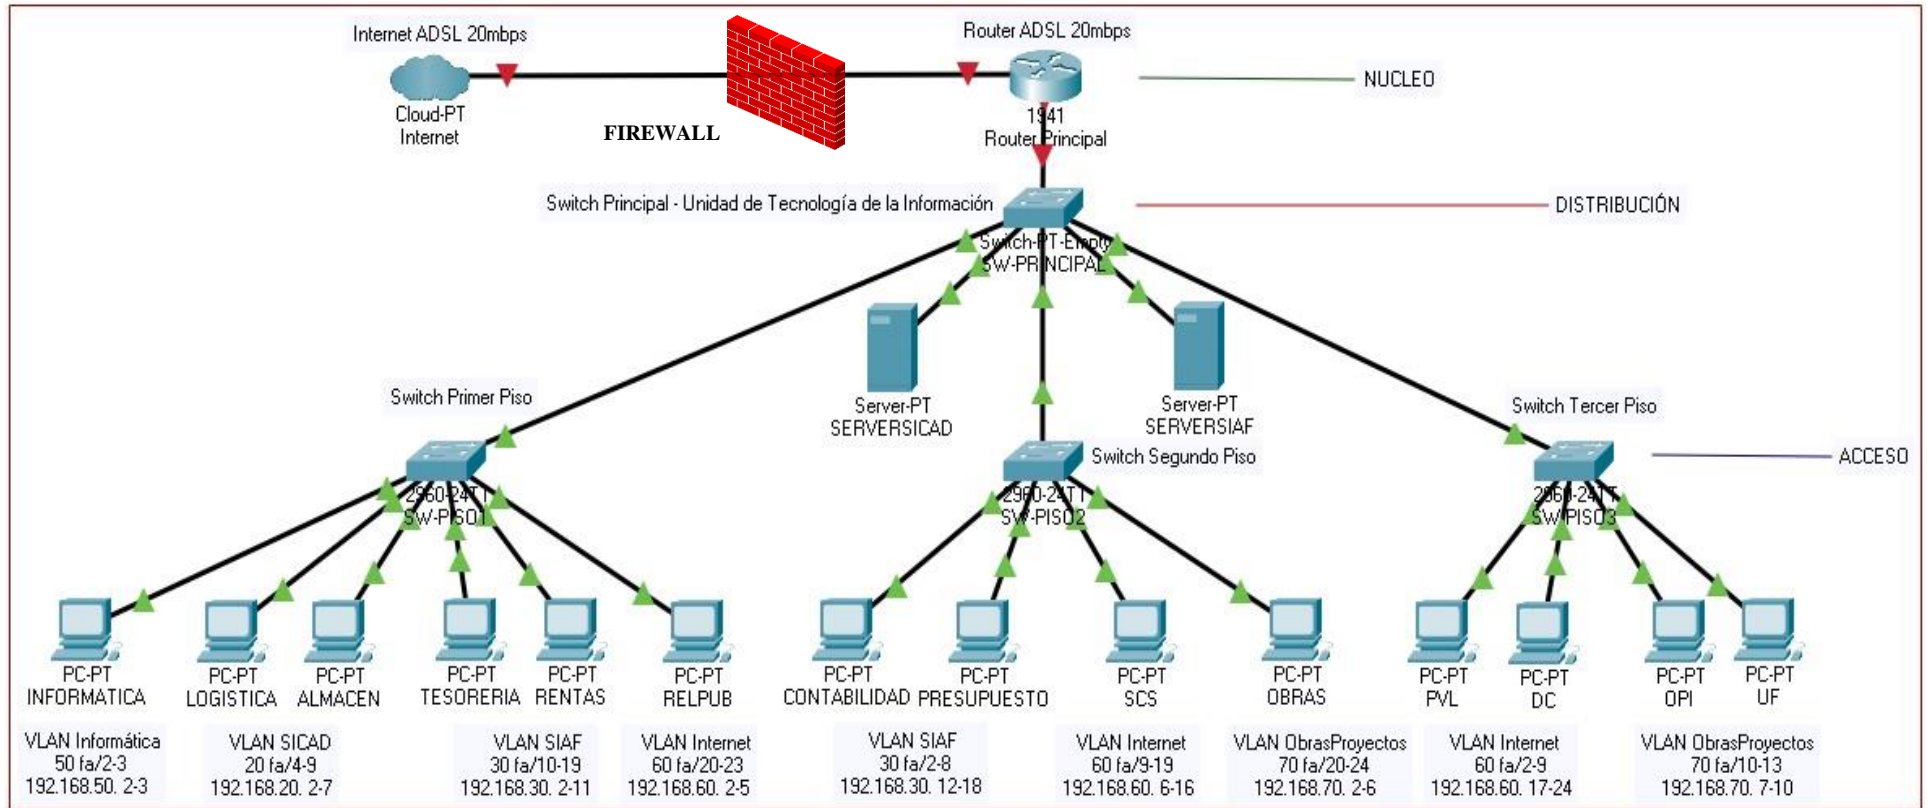 Internet ADSL 20mbps
Router ADSL 20mbps
NUCLEO
Cloud-PT
Internet
FIREWALL
1941
Router Principal
Switch Principal - Unidad de Tecnología de la Información
DISTRIBUCIÓN
Switch-PT-Empty
SW-PRINCIPAL
Server-PT
SERVERSICAD
Server-PT
SERVERSIAF
Switch Primer Piso
Switch Segundo Piso
Switch Tercer Piso
ACCESO
2960-24TT
SW-PISO1
2960-24TT
SW-PISO2
2960-24TT
SW-PISO3
PC-PT
INFORMATICA
PC-PT
LOGISTICA
PC-PT
ALMACEN
PC-PT
TESORERIA
PC-PT
RENTAS
PC-PT
RELPUB
PC-PT
CONTABILIDAD
PC-PT
PRESUPUESTO
PC-PT
SCS
PC-PT
OBRAS
PC-PT
PVL
PC-PT
DC
PC-PT
OPI
PC-PT
UF
VLAN Informática
50 fa/2-3
192.168.50. 2-3
VLAN SICAD
20 fa/4-9
192.168.20. 2-7
VLAN SIAF
30 fa/10-19
192.168.30. 2-11
VLAN Internet
60 fa/20-23
192.168.60. 2-5
VLAN SIAF
30 fa/2-8
192.168.30. 12-18
VLAN Internet
60 fa/9-19
192.168.60. 6-16
VLAN ObrasProyectos
70 fa/20-24
192.168.70. 2-6
VLAN Internet
60 fa/2-9
192.168.60. 17-24
VLAN ObrasProyectos
70 fa/10-13
192.168.70. 7-10